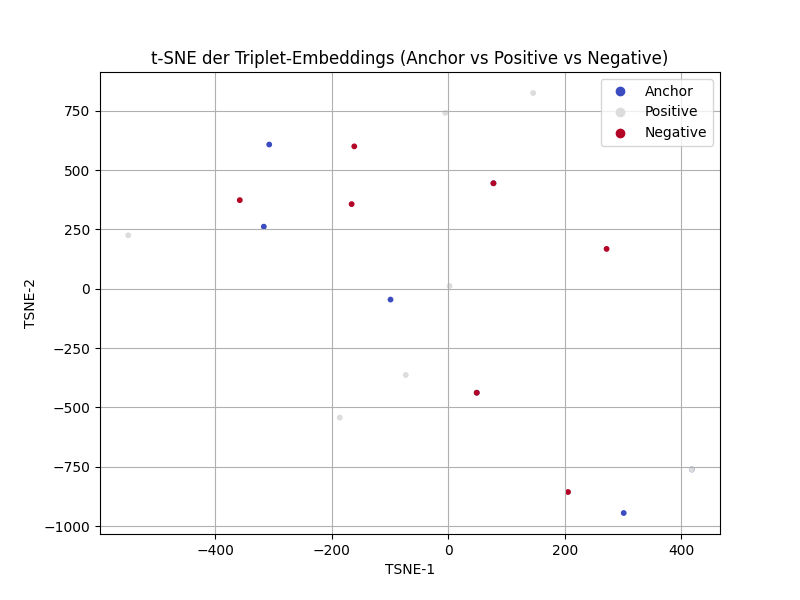 t-SNE der Triplet-Embeddings (Anchor vs Positive vs Negative)
Anchor
Positive
Negative
750
500
250
0
−250
−500
−750
−1000
TSNE-2
−400
−200
0
200
400
TSNE-1